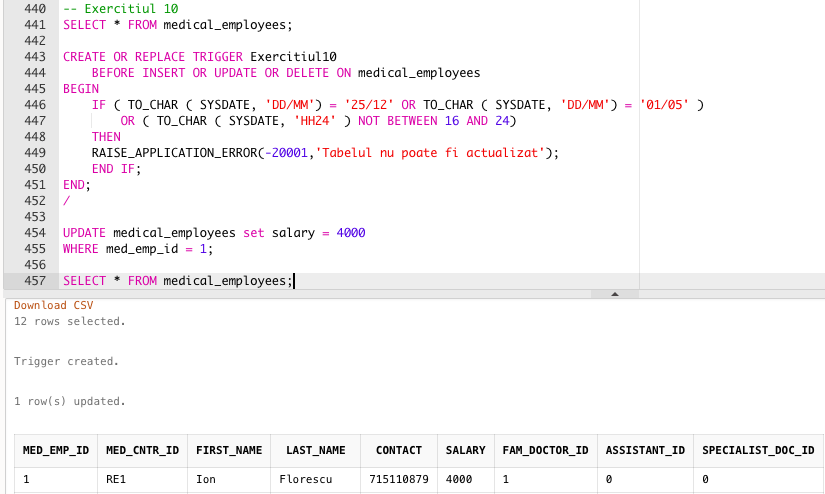 440 -- Exercitiul 10
441 SELECT * FROM medical_employees;
442
443 CREATE OR REPLACE TRIGGER Exercitiul10
444 BEFORE INSERT OR UPDATE OR DELETE ON medical_employees
445 BEGIN
446 IF ( TO_CHAR ( SYSDATE, 'DD/MM') = '25/12' OR TO_CHAR ( SYSDATE, 'DD/MM') = '01/05' )
447 OR ( TO_CHAR ( SYSDATE, 'HH24' ) NOT BETWEEN 16 AND 24)
448 THEN
449 RAISE_APPLICATION_ERROR(-20001,'Tabelul nu poate fi actualizat');
450 END IF;
451 END;
452 /
453
454 UPDATE medical_employees set salary = 4000
455 WHERE med_emp_id = 1;
456
457 SELECT * FROM medical_employees;
Download CSV
12 rows selected.
Trigger created.
1 row(s) updated.
MED_EMP_ID MED_CNTR_ID FIRST_NAME LAST_NAME CONTACT SALARY FAM_DOCTOR_ID ASSISTANT_ID SPECIALIST_DOC_ID
1 RE1 Ion Florescu 715110879 4000 1 0 0